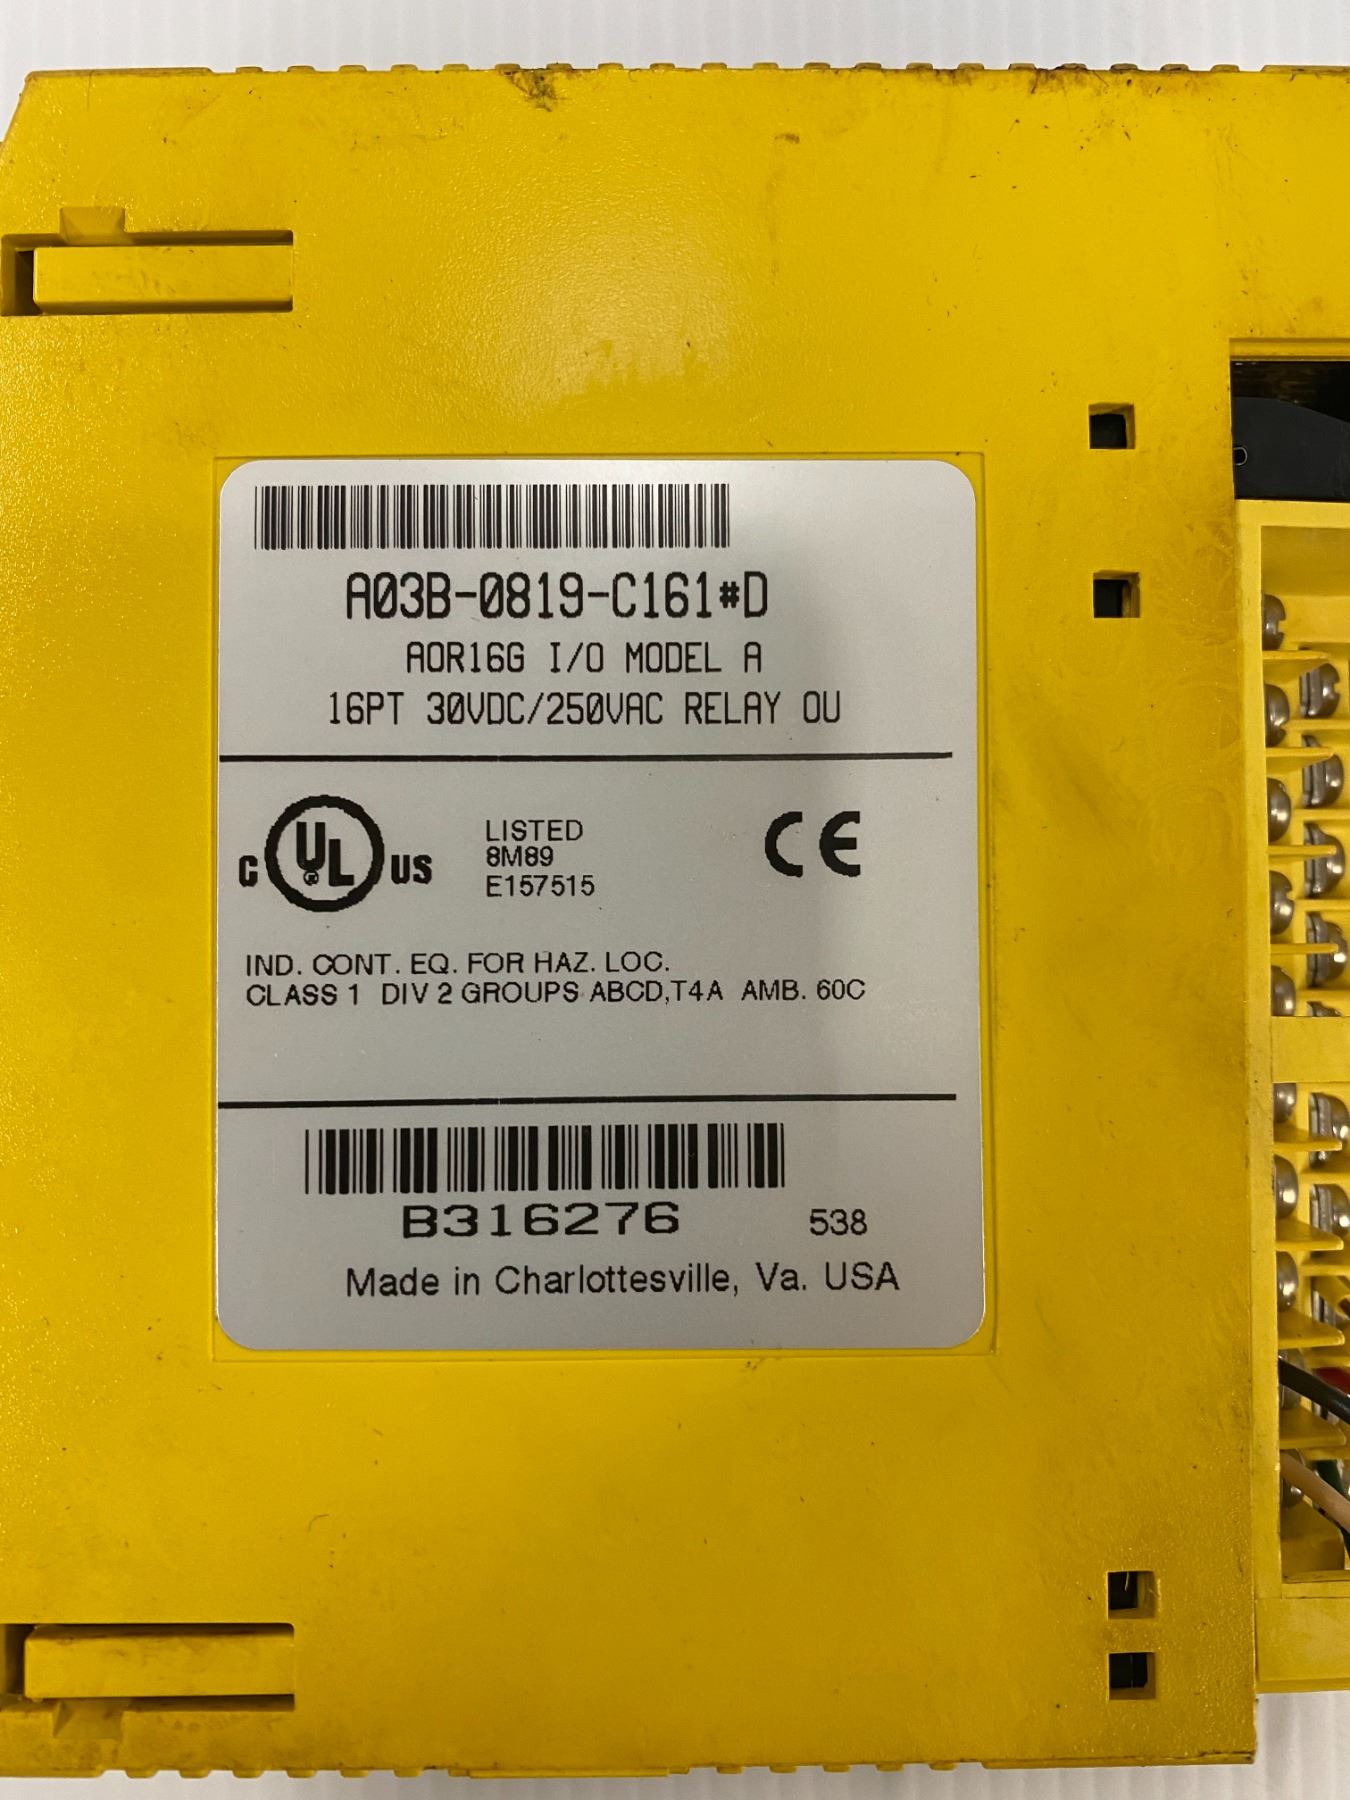 A03B-0819-C161#D
AOR16G I/O MODEL A
16PT 30VDC/250VAC RELAY OU
C UL ® US
LISTED
8M89
E157515
CE
IND. CONT. EQ. FOR HAZ. LOC.
CLASS 1 DIV 2 GROUPS ABCD,T4A AMB. 60C
B316276 538
Made in Charlottesville, Va. USA